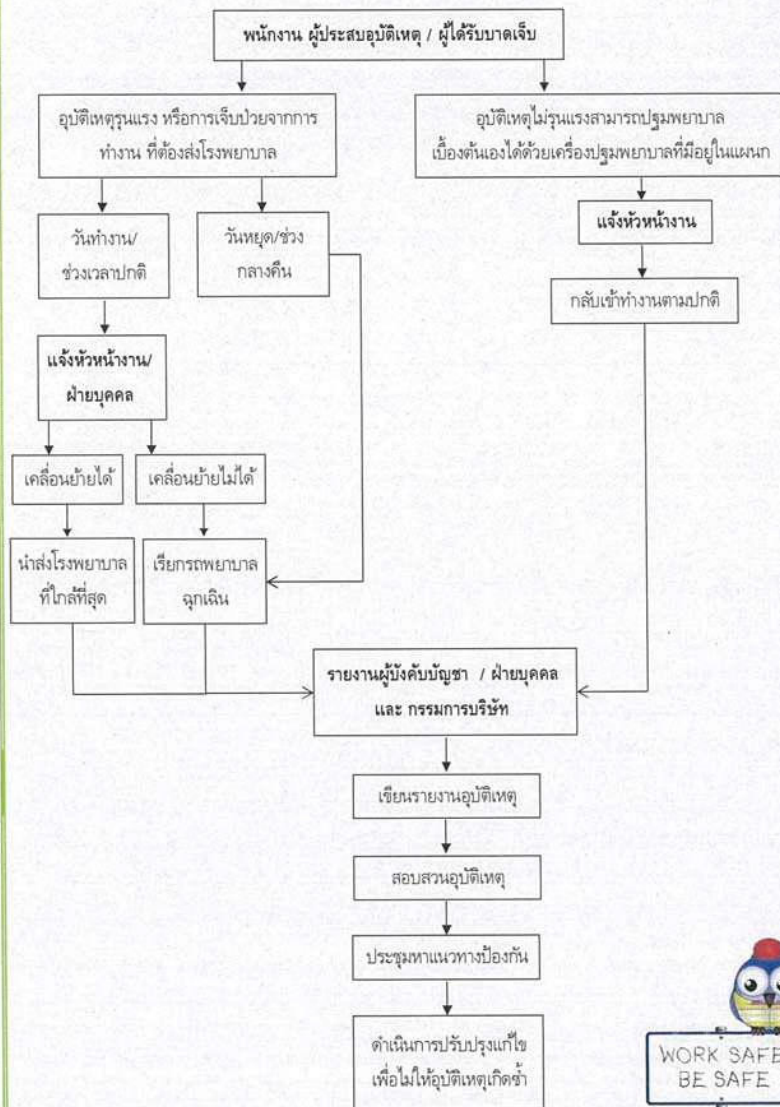 พนักงาน ผู้ประสบอุบัติเหตุ / ผู้ได้รับบาดเจ็บ
อุบัติเหตุรุนแรง หรือการเจ็บป่วยจากการ
ทำงาน ที่ต้องส่งโรงพยาบาล
อุบัติเหตุไม่รุนแรงสามารถปฐมพยาบาล
เบื้องต้นเองได้ด้วยเครื่องปฐมพยาบาลที่มีอยู่ในแผนก
วันทำงาน/
ช่วงเวลาปกติ
วันหยุด/ช่วง
กลางคืน
แจ้งหัวหน้างาน
กลับเข้าทำงานตามปกติ
แจ้งหัวหน้างาน/
ฝ่ายบุคคล
เคลื่อนย้ายได้
เคลื่อนย้ายไม่ได้
นำส่งโรงพยาบาล
ที่ใกล้ที่สุด
เรียกรถพยาบาล
ฉุกเฉิน
รายงานผู้บังคับบัญชา / ฝ่ายบุคคล
และ กรรมการบริษัท
เขียนรายงานอุบัติเหตุ
สอบสวนอุบัติเหตุ
ประชุมหาแนวทางป้องกัน
ดำเนินการปรับปรุงแก้ไข
เพื่อไม่ให้อุบัติเหตุเกิดซ้ำ
WORK SAFE
BE SAFE